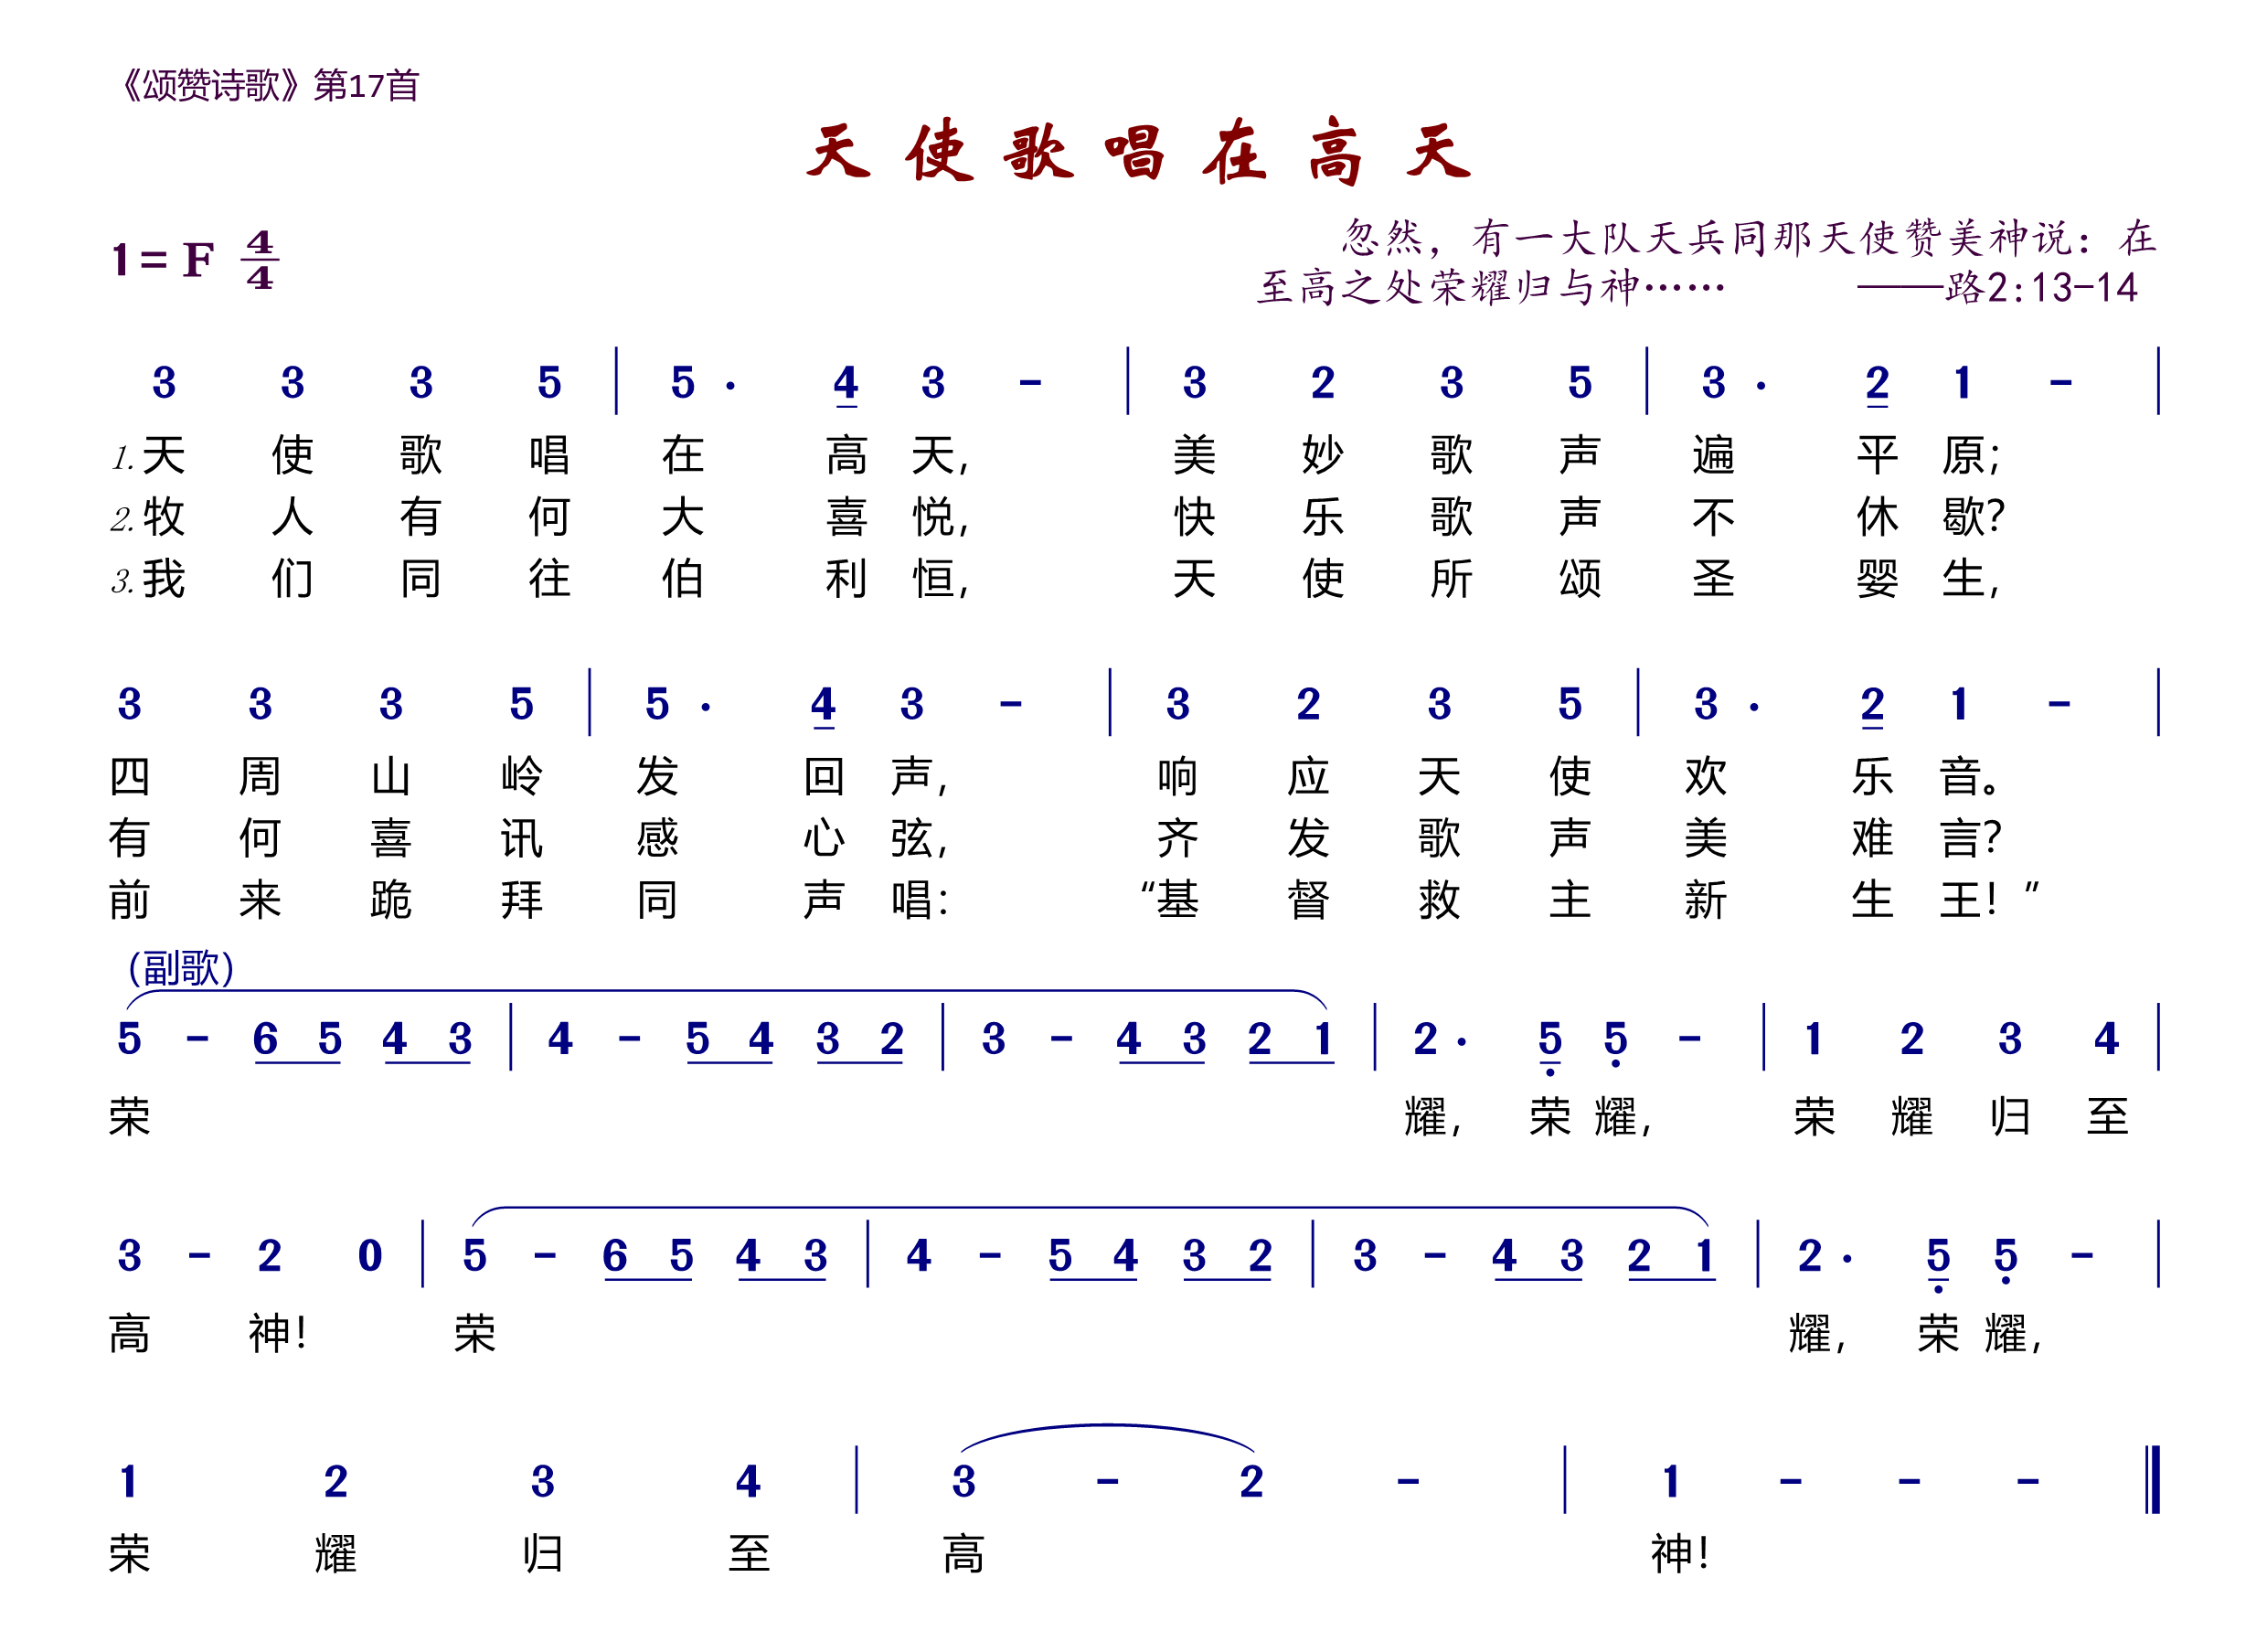 《颂赞诗歌》第17首
天使歌唱在高天
1=F 4/4
忽然，有一大队天兵同那天使赞美神说：在
至高之处荣耀归与神……　——路2:13-14
3 3 3 5 | 5 · 4 3 - | 3 2 3 5 | 3 · 2 1 - |
1.天使歌唱在高天，美妙歌声遍平原；
2.牧人有何大喜悦，快乐歌声不休歇？
3.我们同往伯利恒，天使所颂圣婴生，
3 3 3 5 | 5 · 4 3 - | 3 2 3 5 | 3 · 2 1 - |
四周山岭发回声，响应天使欢乐音。
有何喜讯感心弦，齐发歌声美难言？
前来跪拜同声唱：“基督救主新生王！”
（副歌）
5 - 6 5 4 3 | 4 - 5 4 3 2 | 3 - 4 3 2 1 | 2 · 5 5 - | 1 2 3 4 |
荣耀，荣耀，荣耀归至
3 - 2 0 | 5 - 6 5 4 3 | 4 - 5 4 3 2 | 3 - 4 3 2 1 | 2 · 5 5 - |
高神！荣耀，荣耀，
1 2 3 4 | 3 - 2 - | 1 - - - ‖
荣耀归至高神！